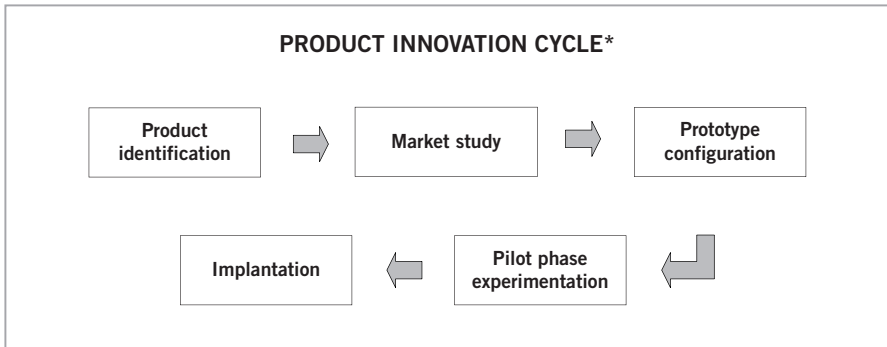 PRODUCT INNOVATION CYCLE*
Product
identification
Market study
Prototype
configuration
Pilot phase
experimentation
Implantation